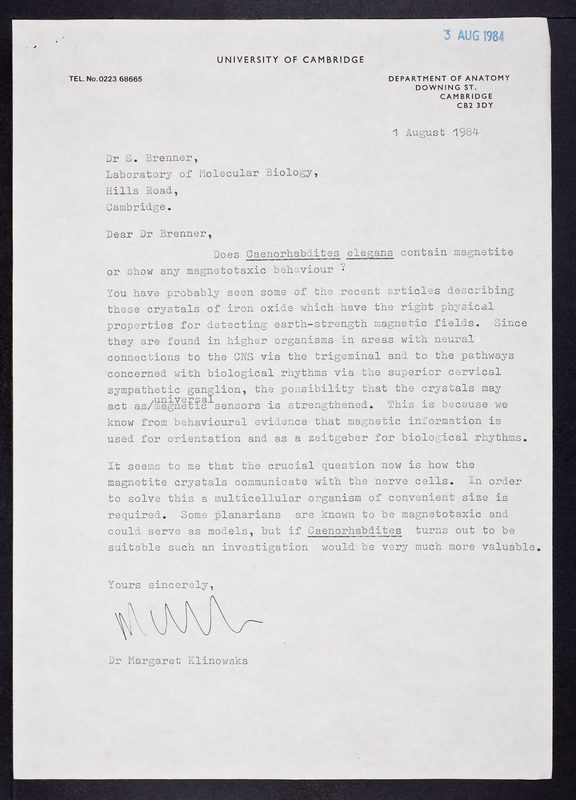 3 AUG 1984
UNIVERSITY OF CAMBRIDGE
TEL. No. 0223 68665
DEPARTMENT OF ANATOMY
DOWNING ST.
CAMBRIDGE
CB2 3DY
1 August 1984
Dr S. Brenner,
Laboratory of Molecular Biology,
Hills Road,
Cambridge.
Dear Dr Brenner,
Does Caenorhabdites elegans contain magnetite
or show any magnetotaxic behaviour ?
You have probably seen some of the recent articles describing
these crystals of iron oxide which have the right physical
properties for detecting earth-strength magnetic fields. Since
they are found in higher organisms in areas with neural
connections to the CNS via the trigeminal and to the pathways
concerned with biological rhythms via the superior cervical
sympathetic ganglion, the possibility that the crystals may
act as/universal magnetic sensors is strengthened. This is because we
know from behavioural evidence that magnetic information is
used for orientation and as a zeitgeber for biological rhythms.
It seems to me that the crucial question now is how the
magnetite crystals communicate with the nerve cells. In order
to solve this a multicellular organism of convenient size is
required. Some planarians are known to be magnetotaxic and
could serve as models, but if Caenorhabdites turns out to be
suitable such an investigation would be very much more valuable.
Yours sincerely,
Dr Margaret Klinowska